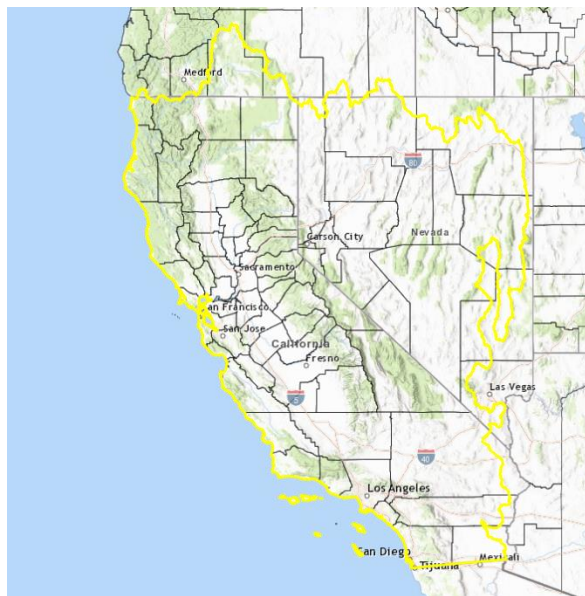 Medford
80
Carson City
Nevada
Sacramento
San Francisco
San Jose
California
Fresno
5
Las Vegas
40
Los Angeles
San Diego
Tijuana
Mexicali